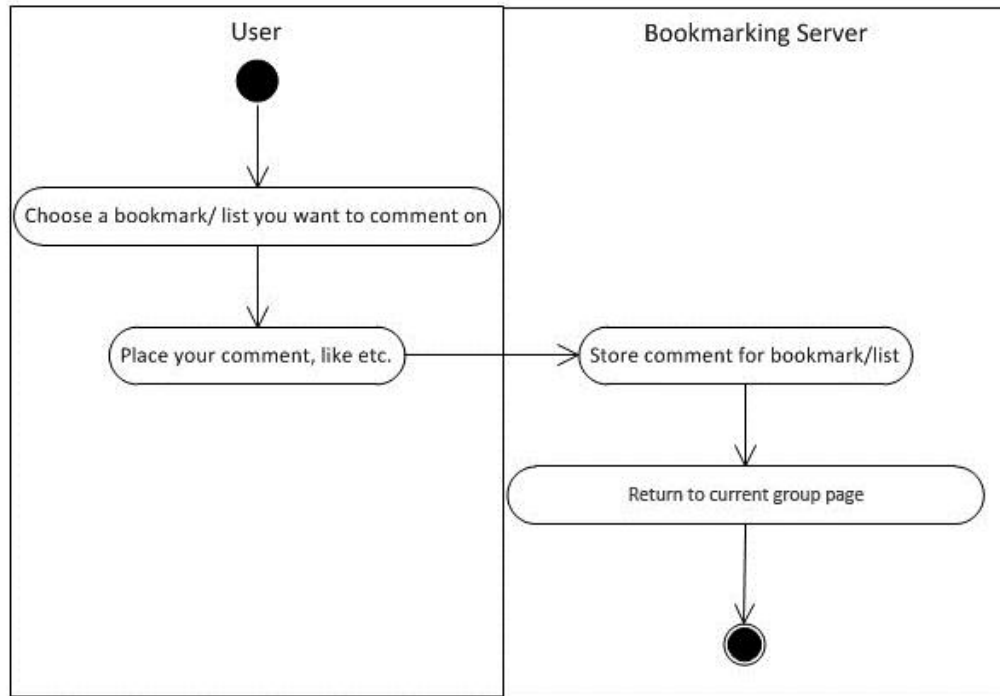 User
Bookmarking Server
Choose a bookmark/ list you want to comment on
Place your comment, like etc.
Store comment for bookmark/list
Return to current group page